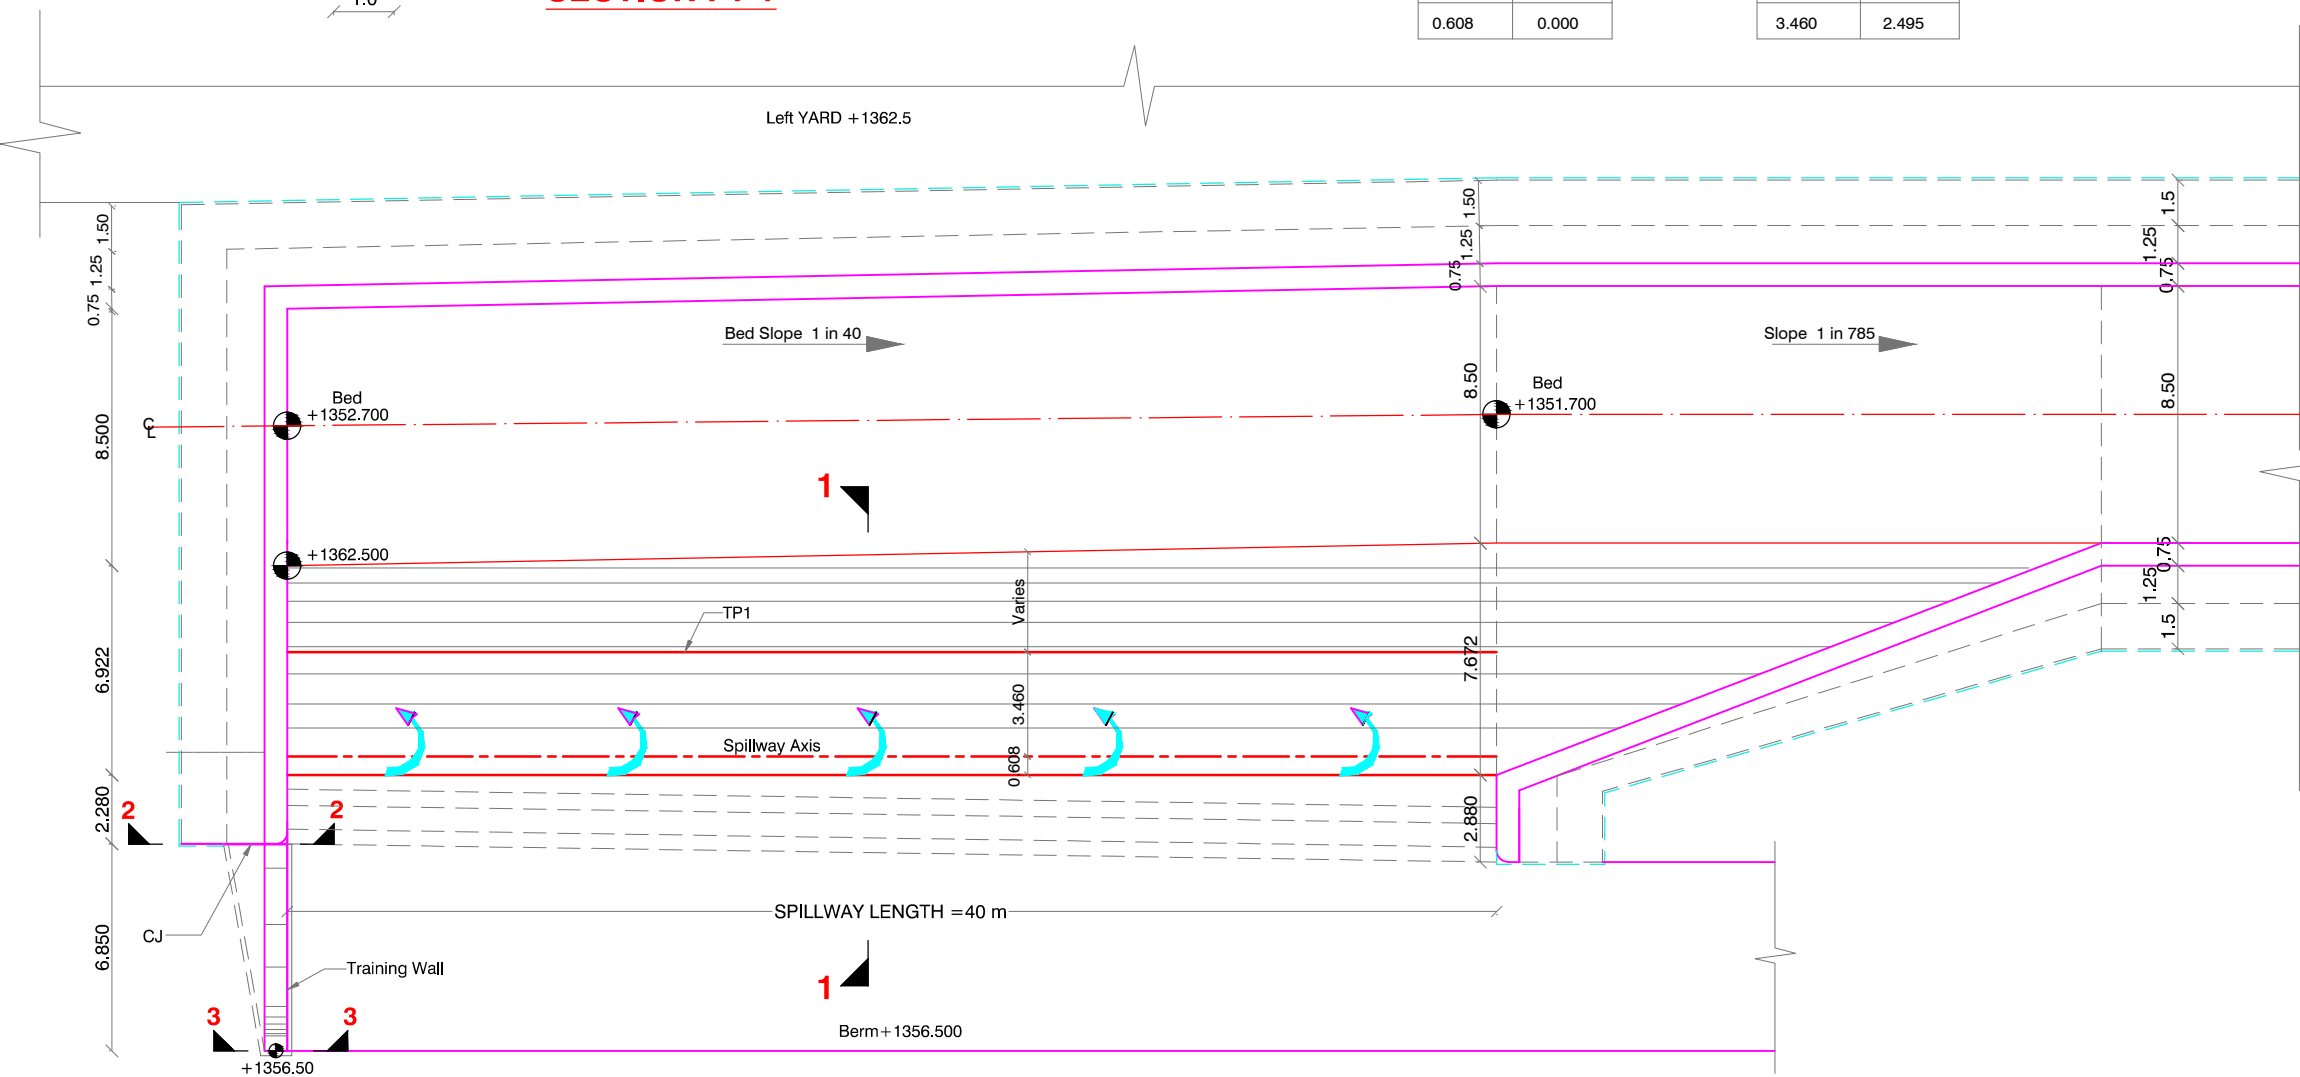 0.608 0.000
3.460 2.495
Left YARD +1362.5
1.50
1.25
0.75
8.500
6.922
2.280
6.850
1.50
1.25
0.75
8.50
7.672
2.880
1.5
1.25
0.75
8.50
0.75
1.25
1.5
Bed Slope 1 in 40
Slope 1 in 785
Bed
+1352.700
Bed
+1351.700
CL
1
+1362.500
Varies
TP1
3.460
Spillway Axis
0.608
2
2
SPILLWAY LENGTH =40 m
CJ
Training Wall
1
3
3
Berm+1356.500
+1356.50